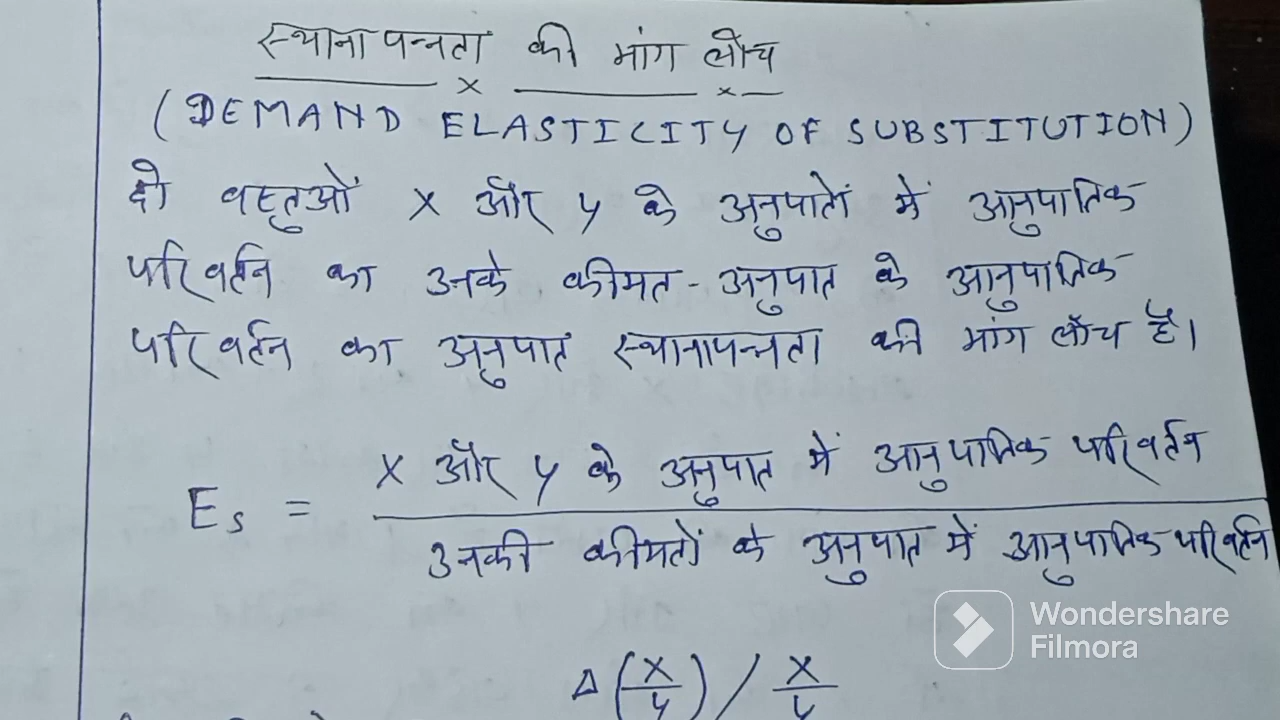 स्थानापन्नता की मांग लोच
(DEMAND ELASTICITY OF SUBSTITUTION)
दो वस्तुओं X और Y के अनुपातों में आनुपातिक
परिवर्तन का उनके कीमत-अनुपात के आनुपातिक
परिवर्तन का अनुपात स्थानापन्नता की मांग लोच है।
X और Y के अनुपात में आनुपातिक परिवर्तन
Es =
उनकी कीमतों के अनुपात में आनुपातिक परिवर्तन
Wondershare
Filmora
Δ(X/Y) / X/Y